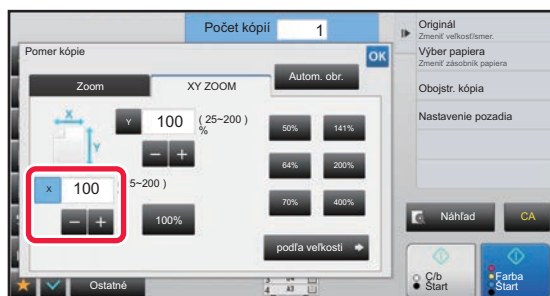 Počet kópií 1
Pomer kópie
OK
Zoom
XY ZOOM
Autom. obr.
X
Y
Y 100 ( 25~200 )
%
50% 141%
64% 200%
70% 400%
x 100 5~200 )
100%
podľa veľkosti
Ostatné
A3
Originál
Zmeniť veľkosť/smer.
Výber papiera
Zmeniť zásobník papiera
Obojstr. kópia
Nastavenie pozadia
Náhľad
CA
Č/b
Štart
Farba
Štart